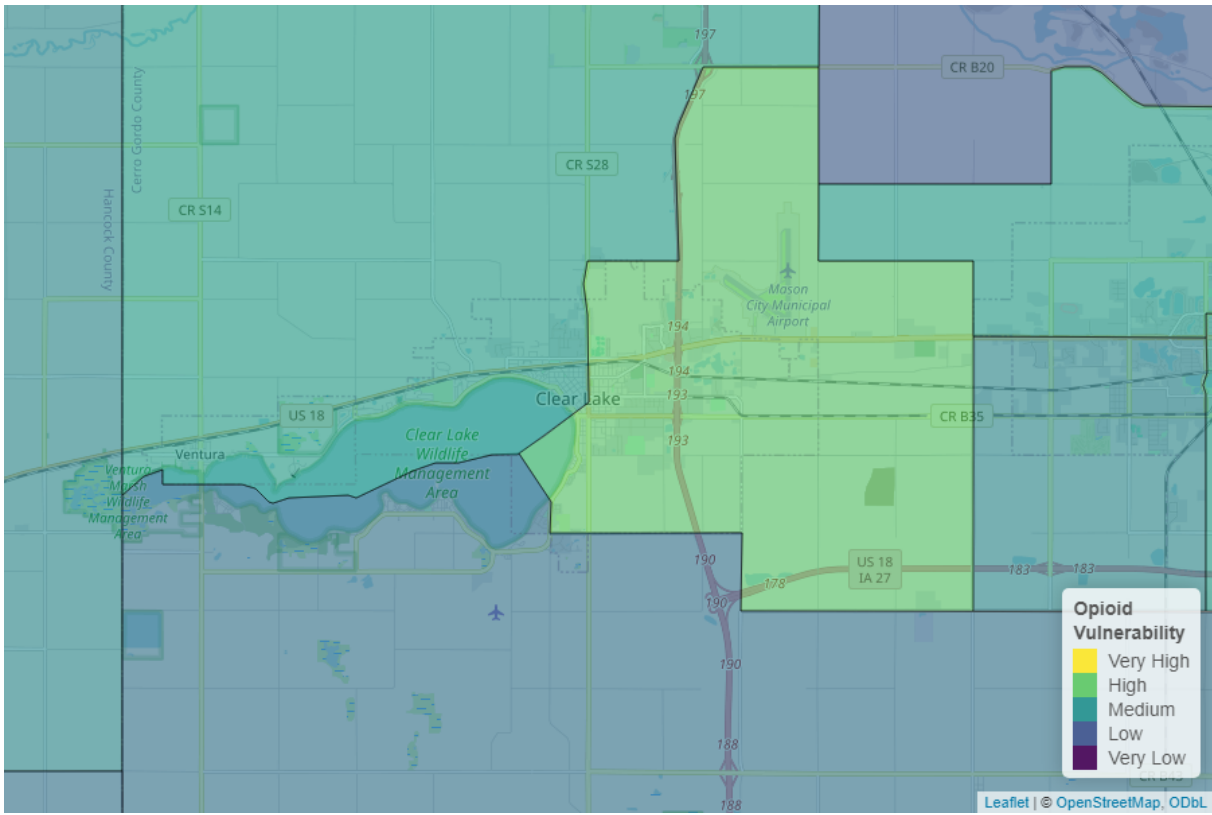 197
CR B20
197
Cerro Gordo County
Hancock County
CR S28
CR S14
Mason
City Municipal
Airport
194
194
Clear Lake
193
US 18
CR B35
Clear Lake
Wildlife
Management
Area
193
Ventura
Ventura
Marsh
Wildlife
Management
Area
190
US 18
IA 27
183
183
178
190
190
188
188
Opioid
Vulnerability
Very High
High
Medium
Low
Very Low
CR B43
Leaflet | © OpenStreetMap, ODbL